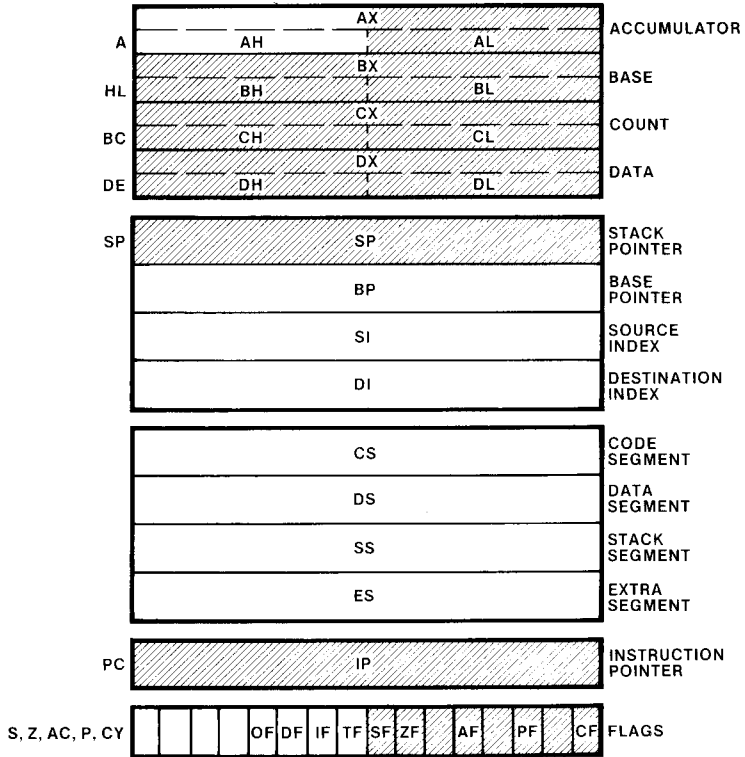 AX
ACCUMULATOR
A AH AL
BX
BASE
HL BH BL
CX
COUNT
BC CH CL
DX
DATA
DE DH DL
SP SP STACK
POINTER
BP BASE
POINTER
SI SOURCE
INDEX
DI DESTINATION
INDEX
CS CODE
SEGMENT
DS DATA
SEGMENT
SS STACK
SEGMENT
ES EXTRA
SEGMENT
PC IP INSTRUCTION
POINTER
S, Z, AC, P, CY OF DF IF TF SF ZF AF PF CF FLAGS